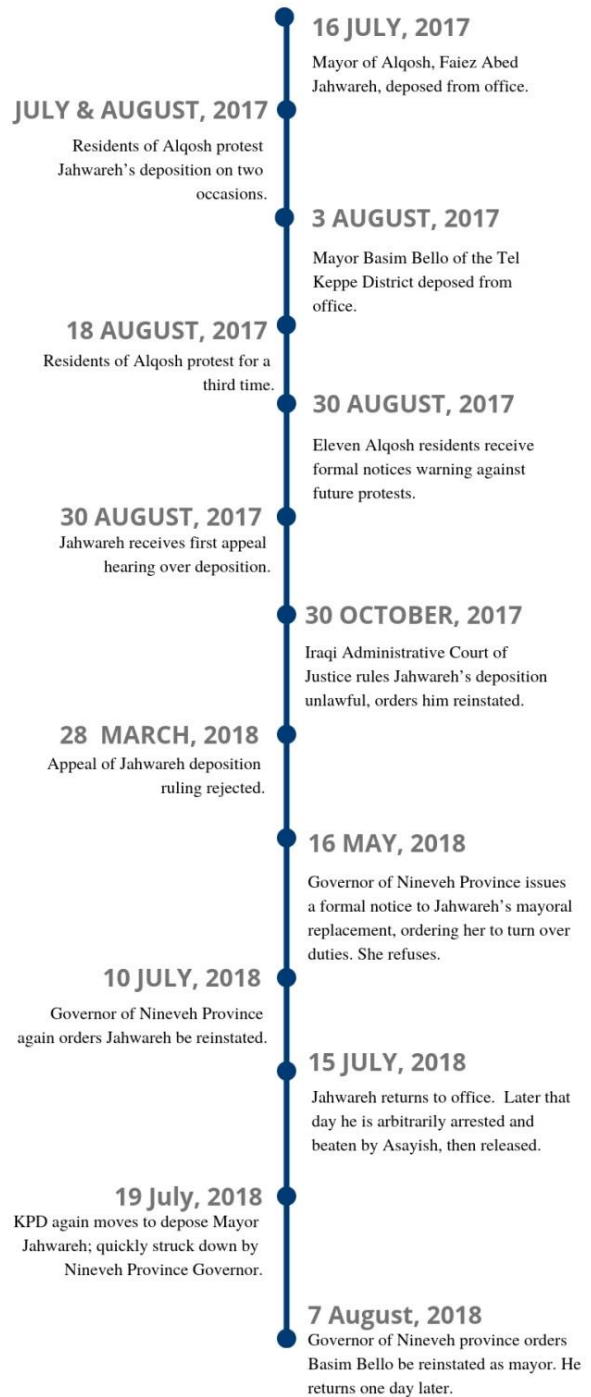 16 JULY, 2017
Mayor of Alqosh, Faiez Abed
Jahwareh, deposed from office.
JULY & AUGUST, 2017
Residents of Alqosh protest
Jahwareh's deposition on two
occasions.
3 AUGUST, 2017
Mayor Basim Bello of the Tel
Keppe District deposed from
office.
18 AUGUST, 2017
Residents of Alqosh protest for a
third time.
30 AUGUST, 2017
Eleven Alqosh residents receive
formal notices warning against
future protests.
30 AUGUST, 2017
Jahwareh receives first appeal
hearing over deposition.
30 OCTOBER, 2017
Iraqi Administrative Court of
Justice rules Jahwareh's deposition
unlawful, orders him reinstated.
28 MARCH, 2018
Appeal of Jahwareh deposition
ruling rejected.
16 MAY, 2018
Governor of Nineveh Province issues
a formal notice to Jahwareh's mayoral
replacement, ordering her to turn over
duties. She refuses.
10 JULY, 2018
Governor of Nineveh Province
again orders Jahwareh be reinstated.
15 JULY, 2018
Jahwareh returns to office. Later that
day he is arbitrarily arrested and
beaten by Asayish, then released.
19 July, 2018
KPD again moves to depose Mayor
Jahwareh; quickly struck down by
Nineveh Province Governor.
7 August, 2018
Governor of Nineveh province orders
Basim Bello be reinstated as mayor. He
returns one day later.